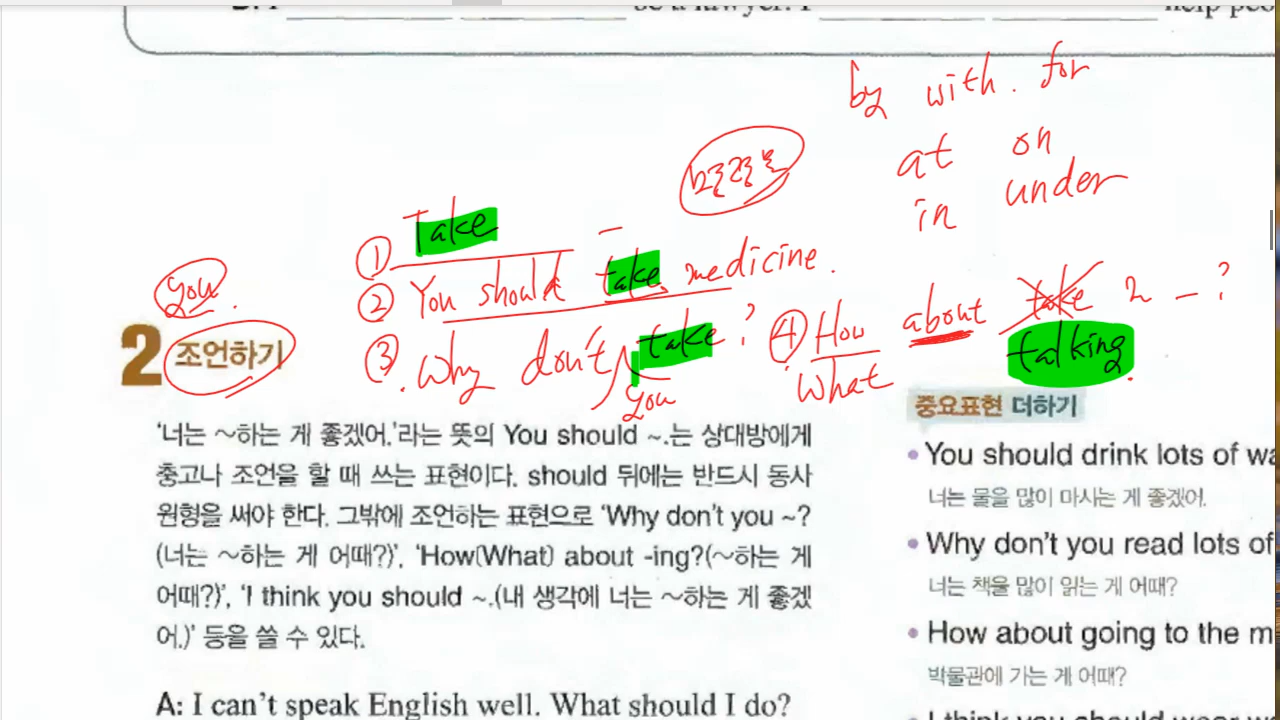 be a lawyer. I help peo
by with. for
at on
in under
① Take
② You should take medicine.
③ Why don't you take ?
④ How about take ?
What talking.
you.
2 조언하기
'너는 ~하는 게 좋겠어.'라는 뜻의 You should ~.는 상대방에게
충고나 조언을 할 때 쓰는 표현이다. should 뒤에는 반드시 동사
원형을 써야 한다. 그밖에 조언하는 표현으로 'Why don't you ~?
(너는 ~하는 게 어때?)', 'How(What) about -ing?(~하는 게
어때?)', 'I think you should ~.(내 생각에 너는 ~하는 게 좋겠
어.)' 등을 쓸 수 있다.
A: I can't speak English well. What should I do?
중요표현 더하기
• You should drink lots of wa
너는 물을 많이 마시는 게 좋겠어.
• Why don't you read lots of
너는 책을 많이 읽는 게 어때?
• How about going to the m
박물관에 가는 게 어때?
• I think you should wear w